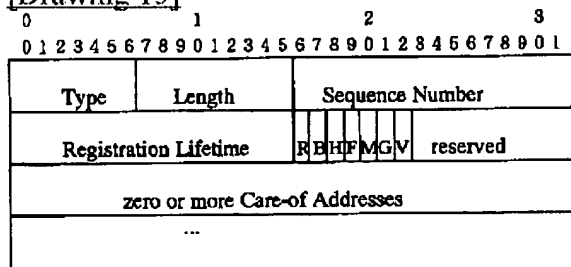 [Drawing 19]
0 1 2 3
0 1 2 3 4 5 6 7 8 9 0 1 2 3 4 5 6 7 8 9 0 1 2 3 4 5 6 7 8 9 0 1
Type Length Sequence Number
Registration Lifetime R B H F M G V reserved
zero or more Care-of Addresses
...